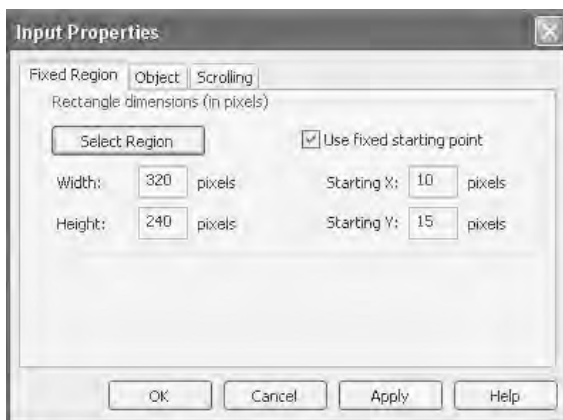 Input Properties
Fixed Region Object Scrolling
Rectangle dimensions (in pixels)
Select Region Use fixed starting point
Width: 320 pixels Starting X: 10 pixels
Height: 240 pixels Starting Y: 15 pixels
OK Cancel Apply Help